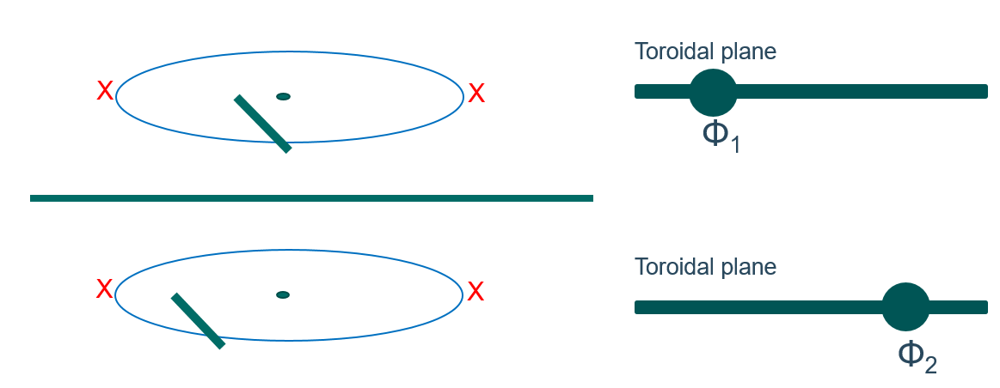 X
X
Toroidal plane
Φ1
X
X
Toroidal plane
Φ2